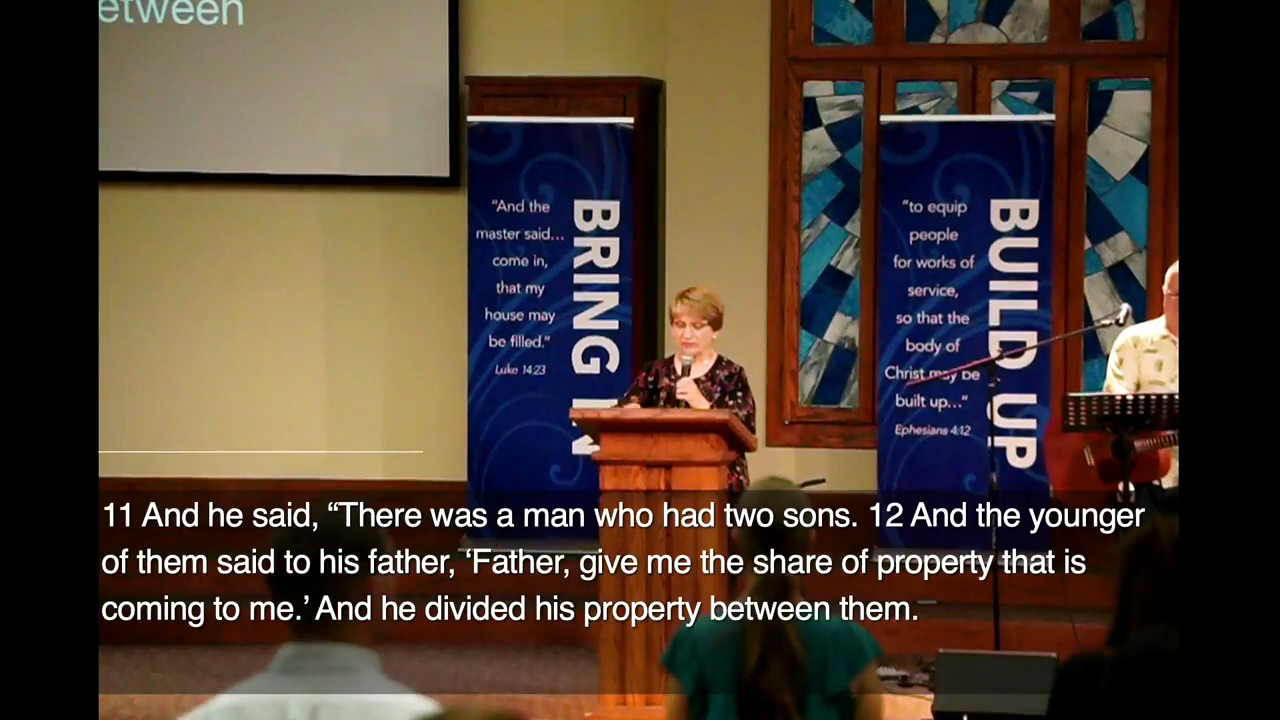 etween
“And the
master said...
come in,
that my
house may
be filled.”
Luke 14:23
BRING IN
“to equip
people
for works of
service,
so that the
body of
Christ may be
built up...“
Ephesians 4:12
BUILD UP
11 And he said, “There was a man who had two sons. 12 And the younger
of them said to his father, ‘Father, give me the share of property that is
coming to me.’ And he divided his property between them.